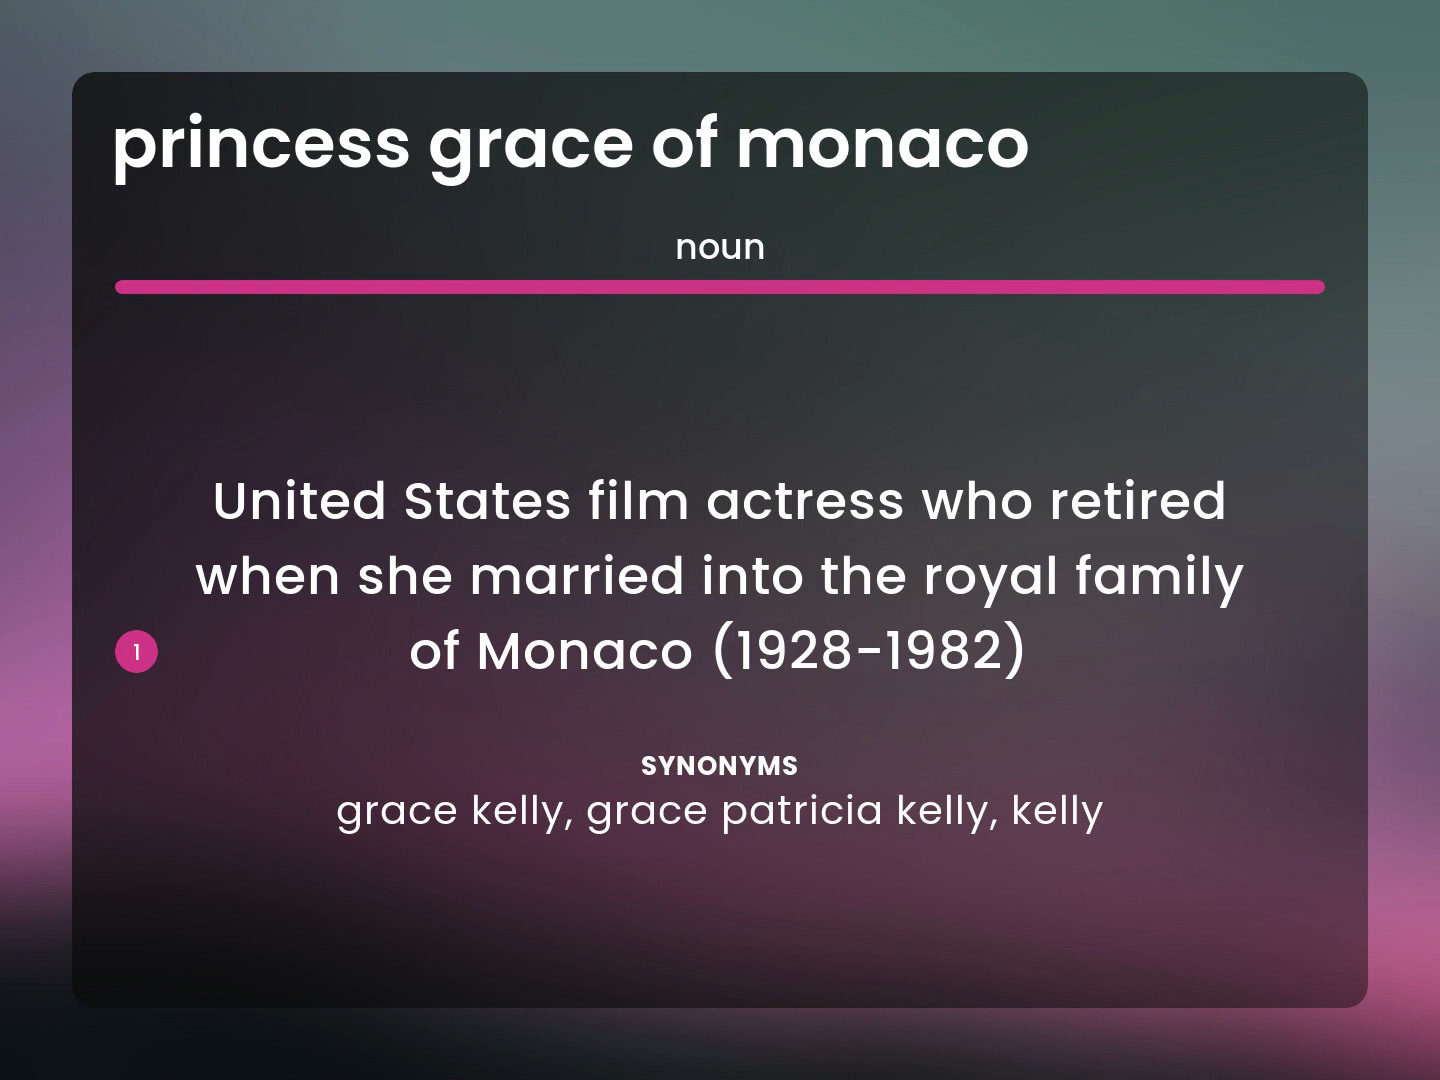 princess grace of monaco
noun
United States film actress who retired
when she married into the royal family
1 of Monaco (1928-1982)
SYNONYMS
grace kelly, grace patricia kelly, kelly